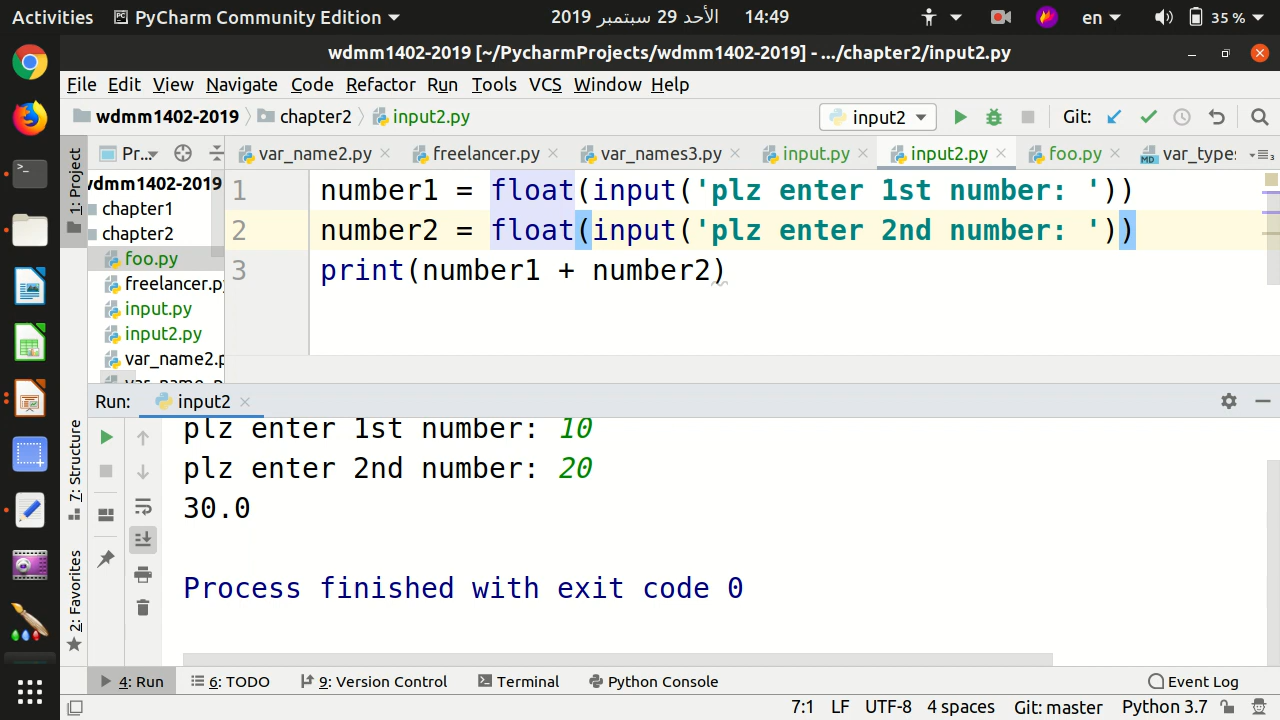 Activities PyCharm Community Edition 2019 الأحد 29 سبتمبر 14:49 en 35 %
wdmm1402-2019 [~/PycharmProjects/wdmm1402-2019] - .../chapter2/input2.py
File Edit View Navigate Code Refactor Run Tools VCS Window Help
wdmm1402-2019 chapter2 input2.py input2 Git:
1: Project Pr... var_name2.py freelancer.py var_names3.py input.py input2.py foo.py MD var_type 3
wdmm1402-2019
chapter1
chapter2
foo.py
freelancer.p
input.py
input2.py
var_name2.p
1 number1 = float(input('plz enter 1st number: '))
2 number2 = float(input('plz enter 2nd number: '))
3 print(number1 + number2)
Run: input2
plz enter 1st number: 10
plz enter 2nd number: 20
30.0
Process finished with exit code 0
7: Structure
2: Favorites
4: Run 6: TODO 9: Version Control Terminal Python Console Event Log
7:1 LF UTF-8 4 spaces Git: master Python 3.7